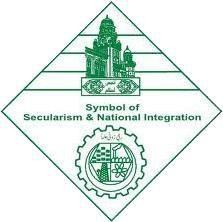 Symbol of
Secularism & National Integration